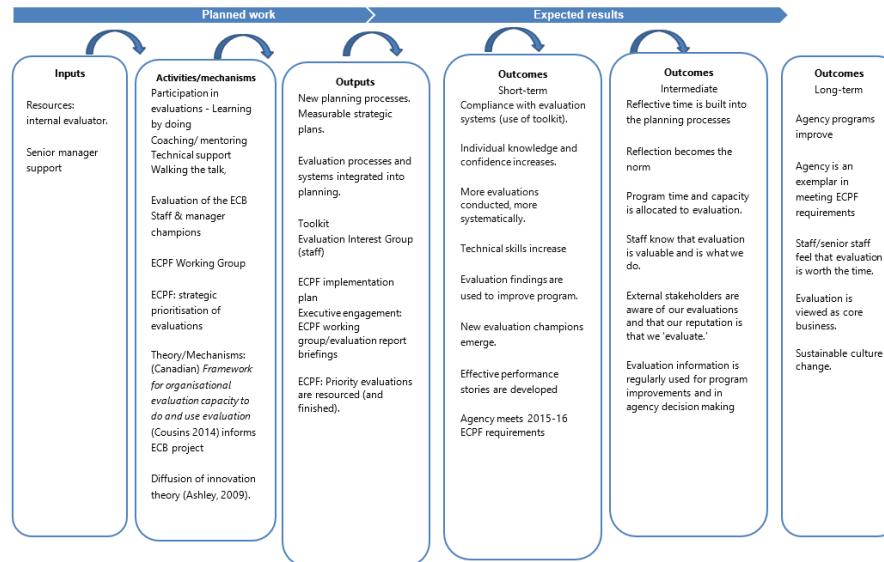 Planned work
Expected results
Inputs
Resources:
internal evaluator.
Senior manager
support
Activities/mechanisms
Participation in
evaluations - Learning
by doing
Coaching/ mentoring
Technical support
Walking the talk,
Evaluation of the ECB
Staff & manager
champions
ECPF Working Group
ECPF: strategic
prioritisation of
evaluations
Theory/Mechanisms:
(Canadian) Framework
for organisational
evaluation capacity to
do and use evaluation
(Cousins 2014) informs
ECB project
Diffusion of innovation
theory (Ashley, 2009).
Outputs
New planning processes.
Measurable strategic
plans.
Evaluation processes and
systems integrated into
planning.
Toolkit
Evaluation Interest Group
(staff)
ECPF implementation
plan
Executive engagement:
ECPF working
group/evaluation report
briefings
ECPF: Priority evaluations
are resourced (and
finished).
Outcomes
Short-term
Compliance with evaluation
systems (use of toolkit).
Individual knowledge and
confidence increases.
More evaluations
conducted, more
systematically.
Technical skills increase
Evaluation findings are
used to improve program.
New evaluation champions
emerge.
Effective performance
stories are developed
Agency meets 2015-16
ECPF requirements
Outcomes
Intermediate
Reflective time is built into
the planning processes
Reflection becomes the
norm
Program time and capacity
is allocated to evaluation.
Staff know that evaluation
is valuable and is what we
do.
External stakeholders are
aware of our evaluations
and that our reputation is
that we ‘evaluate.’
Evaluation information is
regularly used for program
improvements and in
agency decision making
Outcomes
Long-term
Agency programs
improve
Agency is an
exemplar in
meeting ECPF
requirements
Staff/senior staff
feel that evaluation
is worth the time.
Evaluation is
viewed as core
business.
Sustainable culture
change.